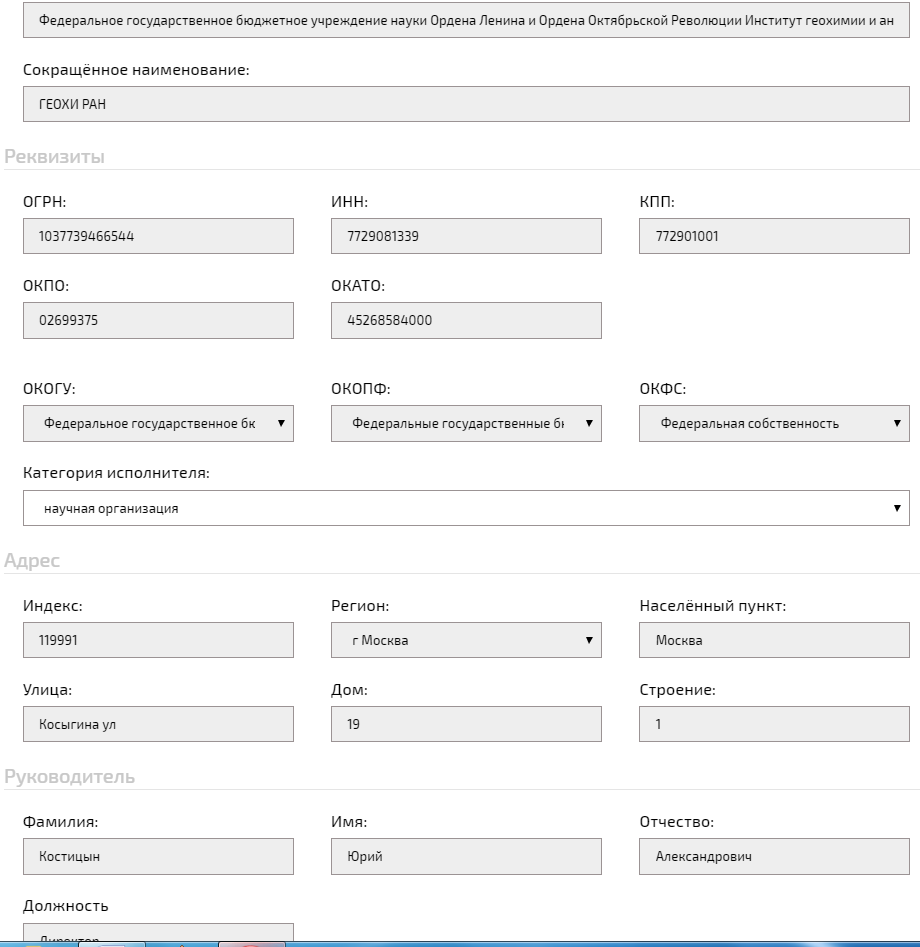 Федеральное государственное бюджетное учреждение науки Ордена Ленина и Ордена Октябрьской Революции Институт геохимии и ан
Сокращённое наименование:
ГЕОХИ РАН
Реквизиты
ОГРН: ИНН: КПП:
1037739466544 7729081339 772901001
ОКПО: ОКАТО:
02699375 45268584000
ОКОГУ: ОКОПФ: ОКФС:
Федеральное государственное бю Федеральные государственные бю Федеральная собственность
Категория исполнителя:
научная организация
Адрес
Индекс: Регион: Населённый пункт:
119991 г Москва Москва
Улица: Дом: Строение:
Косыгина ул 19 1
Руководитель
Фамилия: Имя: Отчество:
Костицын Юрий Александрович
Должность
Директор